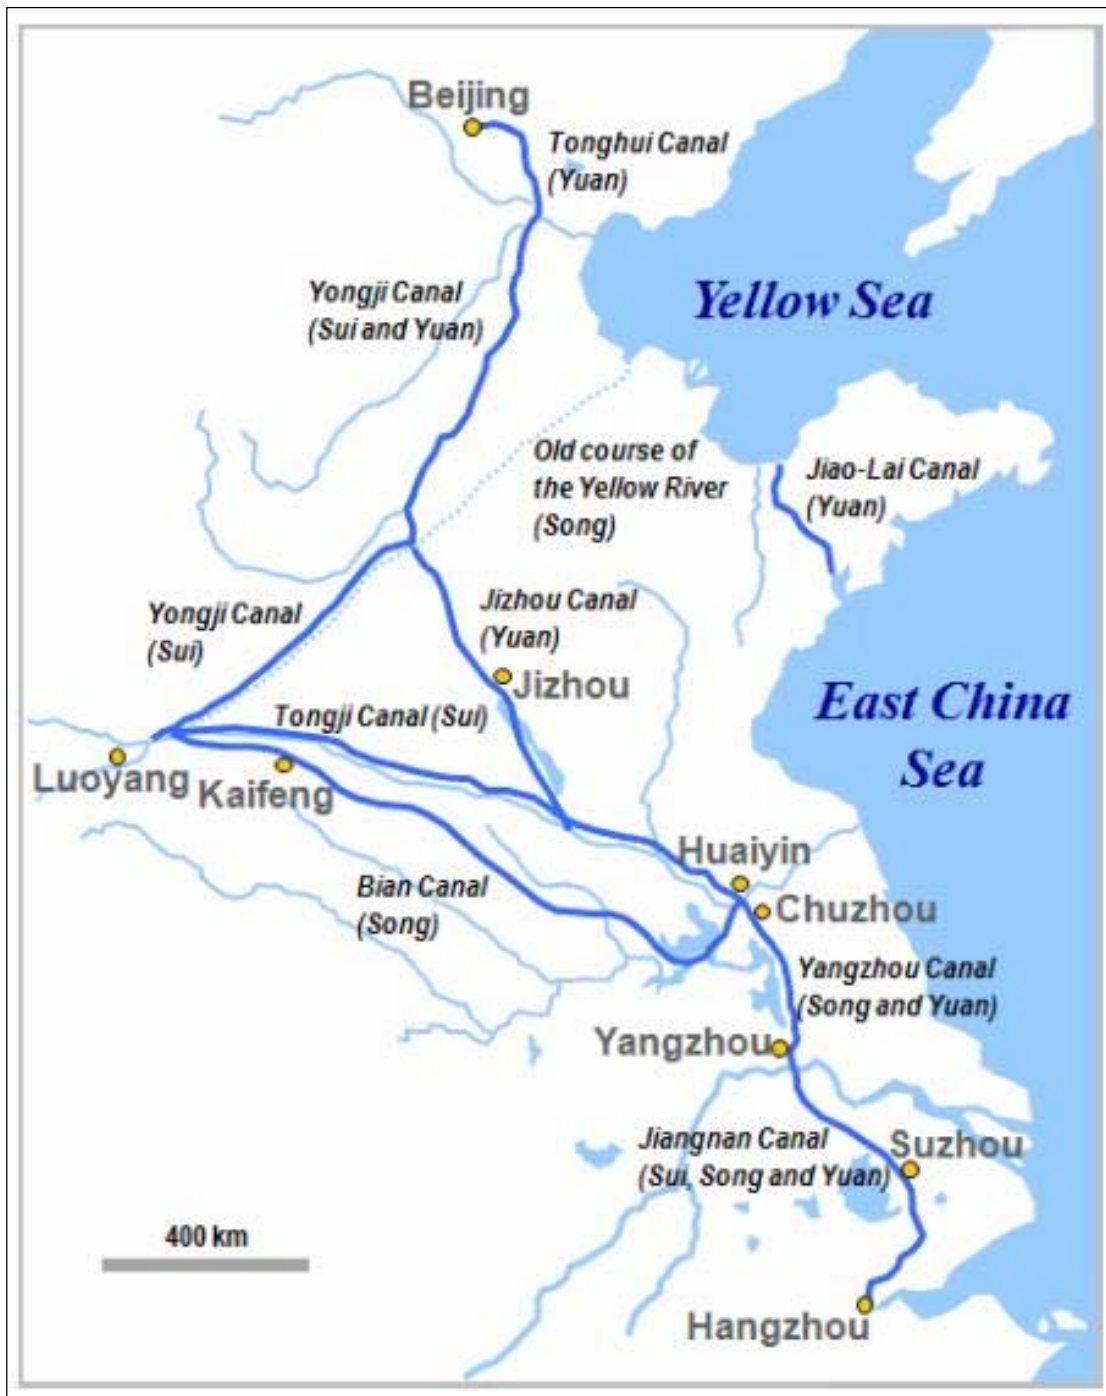 Beijing
Tonghui Canal
(Yuan)
Yongji Canal
(Sui and Yuan)
Yellow Sea
Old course of
the Yellow River
(Song)
Jiao-Lai Canal
(Yuan)
Yongji Canal
(Sui)
Jizhou Canal
(Yuan)
Jizhou
Tongji Canal (Sui)
East China
Sea
Luoyang
Kaifeng
Huaiyin
Bian Canal
(Song)
Chuzhou
Yangzhou Canal
(Song and Yuan)
Yangzhou
Jiangnan Canal
(Sui, Song and Yuan)
Suzhou
400 km
Hangzhou